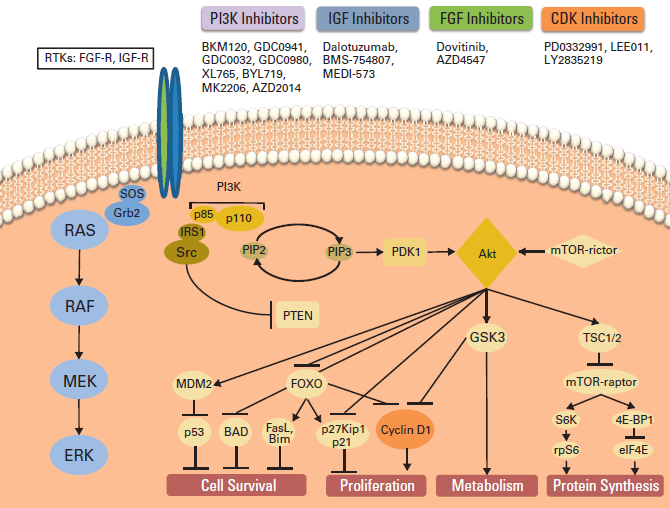 PI3K Inhibitors
IGF Inhibitors
FGF Inhibitors
CDK Inhibitors
BKM120, GDC0941,
GDC0032, GDC0980,
XL765, BYL719,
MK2206, AZD2014
Dalotuzumab,
BMS-754807,
MEDI-573
Dovitinib,
AZD4547
PD0332991, LEE011,
LY2835219
RTKs: FGF-R, IGF-R
SOS
Grb2
RAS
RAF
MEK
ERK
PI3K
p85
p110
IRS1
Src
PIP2
PIP3
PDK1
Akt
mTOR-rictor
PTEN
GSK3
TSC1/2
MDM2
FOXO
mTOR-raptor
p53
BAD
FasL,
Bim
p27Kip1
p21
Cyclin D1
S6K
4E-BP1
rpS6
eIF4E
Cell Survival
Proliferation
Metabolism
Protein Synthesis